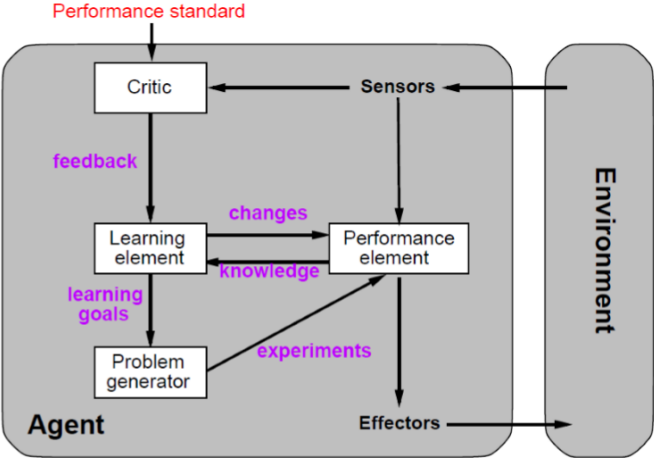 Performance standard
Critic
Sensors
feedback
changes
Learning
element
Performance
element
knowledge
learning
goals
experiments
Problem
generator
Agent
Effectors
Environment